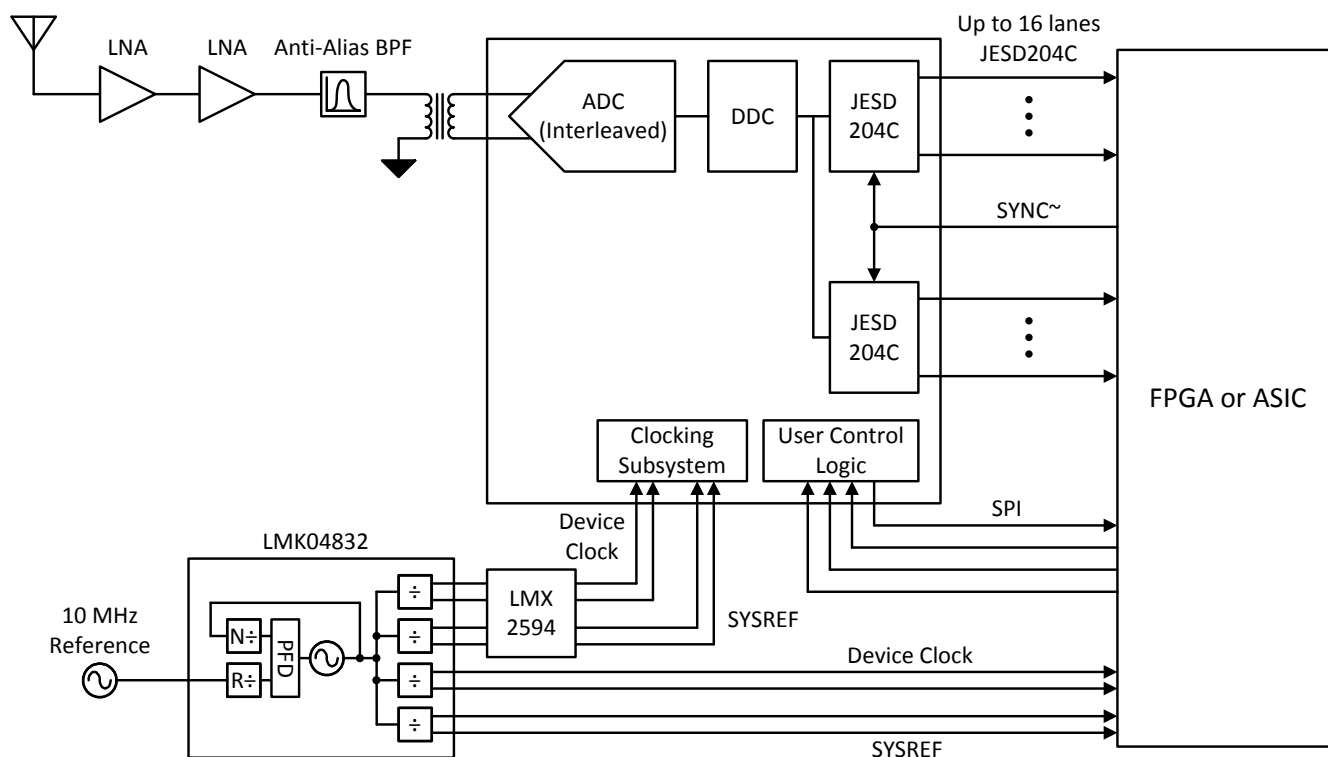 LNA
LNA
Anti-Alias BPF
Up to 16 lanes
JESD204C
ADC
(Interleaved)
DDC
JESD
204C
SYNC~
JESD
204C
FPGA or ASIC
Clocking
Subsystem
User Control
Logic
SPI
Device
Clock
LMK04832
10 MHz
Reference
N÷
R÷
PFD
÷
÷
÷
÷
LMX
2594
SYSREF
Device Clock
SYSREF